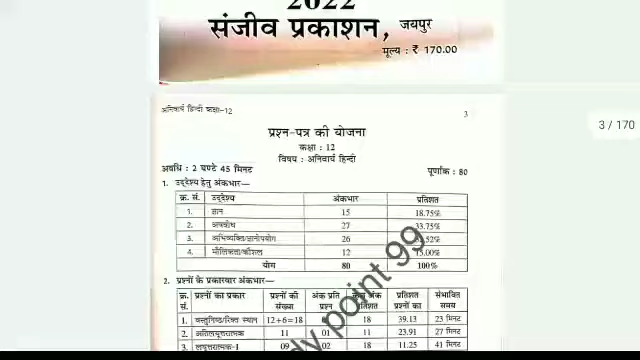 2022
संजीव प्रकाशन, जयपुर
मूल्य : ₹ 170.00
अनिवार्य हिन्दी कक्षा-12
3
3 / 170
प्रश्न-पत्र की योजना
कक्षा : 12
विषय : अनिवार्य हिन्दी
अवधि : 2 घण्टे 45 मिनट पूर्णांक : 80
1. उद्देश्य हेतु अंकभार—
क्र. सं. उद्देश्य अंकभार प्रतिशत
1. ज्ञान 15 18.75%
2. अवबोध 27 33.75%
3. अभिव्यक्ति/ज्ञानोपयोग 26 .52%
4. मौलिकता/कौशल 12 15.00%
योग 80 100%
point 99
2. प्रश्नों के प्रकारवार अंकभार—
क्र. सं. प्रश्नों का प्रकार प्रश्नों की संख्या अंक प्रति प्रश्न कुल अंक प्रतिशत प्रश्नों का संभावित समय
1. वस्तुनिष्ठ/रिक्त स्थान 12+6=18 18 39.13 23 मिनट
2. अतिलघूत्तरात्मक 11 01 11 23.91 27 मिनट
3. लघूत्तरात्मक-I 09 02 18 11.25 41 मिनट